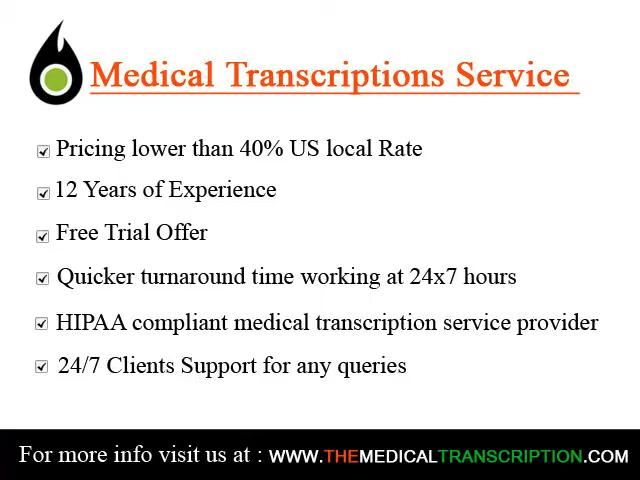 Medical Transcriptions Service
Pricing lower than 40% US local Rate
12 Years of Experience
Free Trial Offer
Quicker turnaround time working at 24x7 hours
HIPAA compliant medical transcription service provider
24/7 Clients Support for any queries
For more info visit us at : WWW.THEMEDICALTRANSCRIPTION.COM